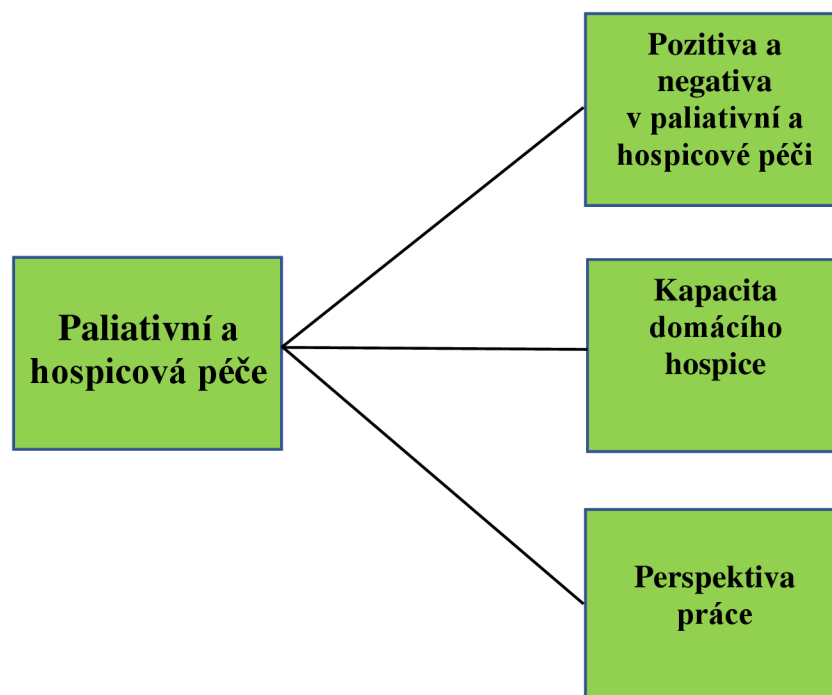 Pozitiva a
negativa
v paliativní a
hospicové péči
Paliativní a
hospicová péče
Kapacita
domácího
hospice
Perspektiva
práce